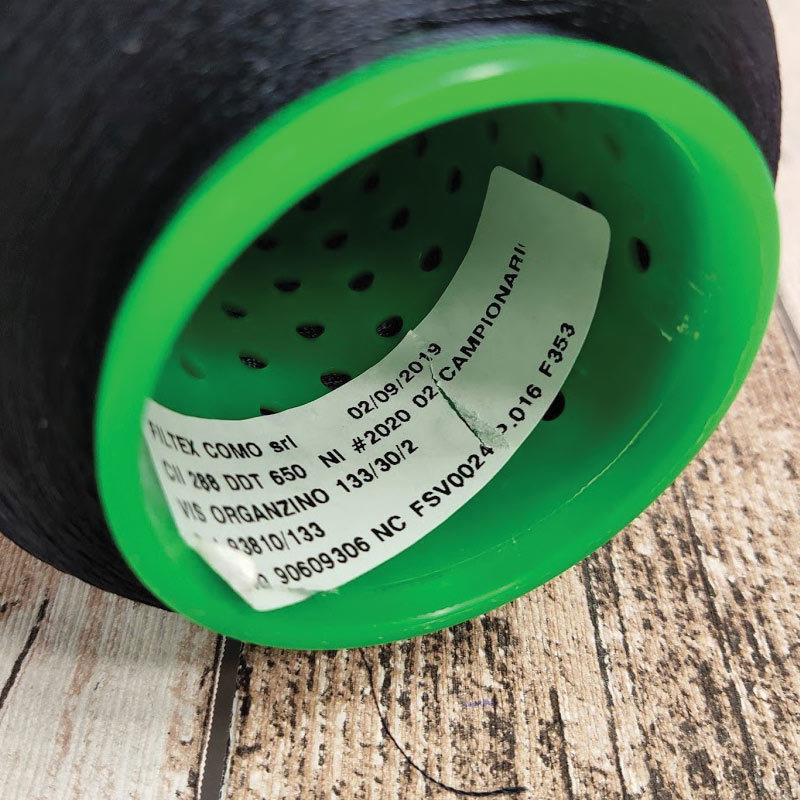 FILTEX COMO srl 02/09/2019
CII 288 DDT 650 NI #2020 02 CAMPIONARI
VIS ORGANZINO 133/30/2
93810/133
90609306 NC FSV0024 P.016 F353